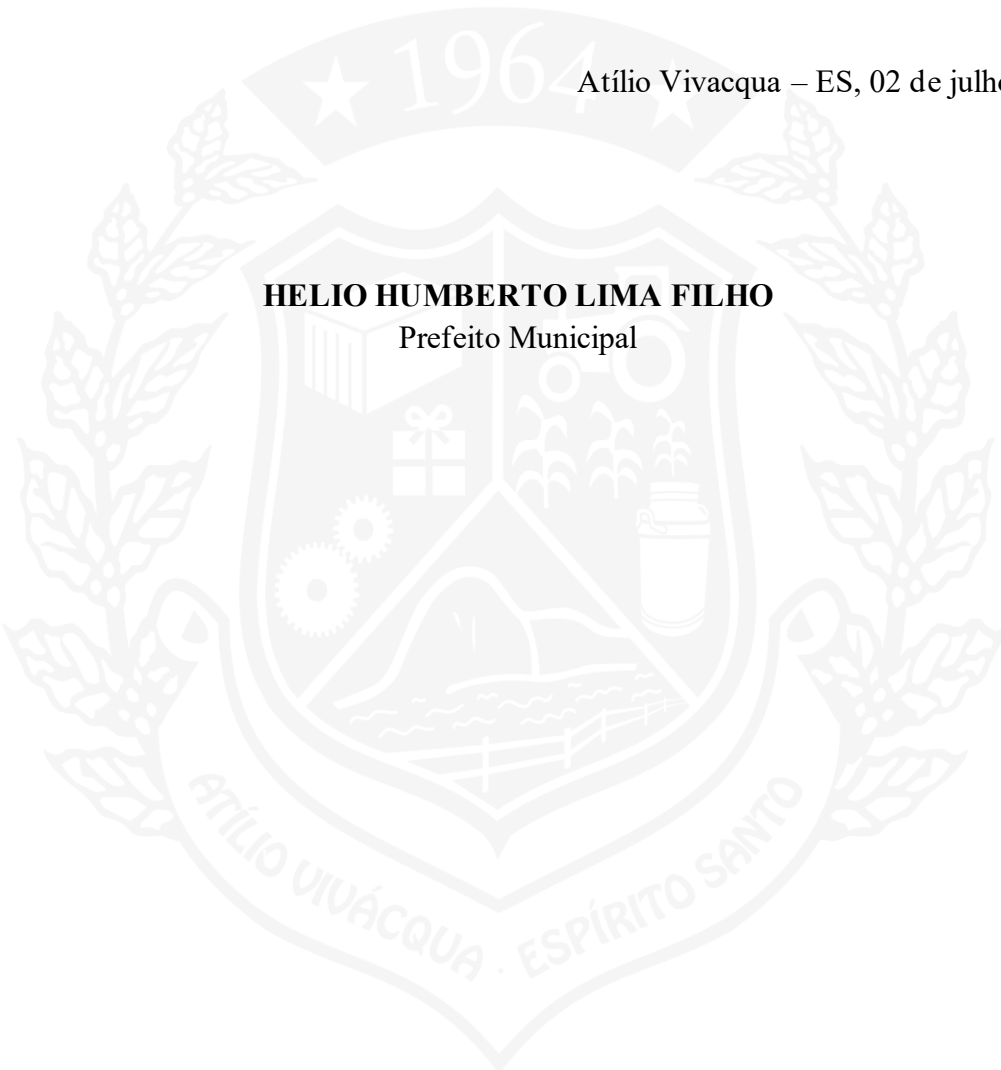 1964
Atílio Vivacqua – ES, 02 de julho
HELIO HUMBERTO LIMA FILHO
Prefeito Municipal
ATÍLIO VIVÁCQUA . ESPÍRITO SANTO